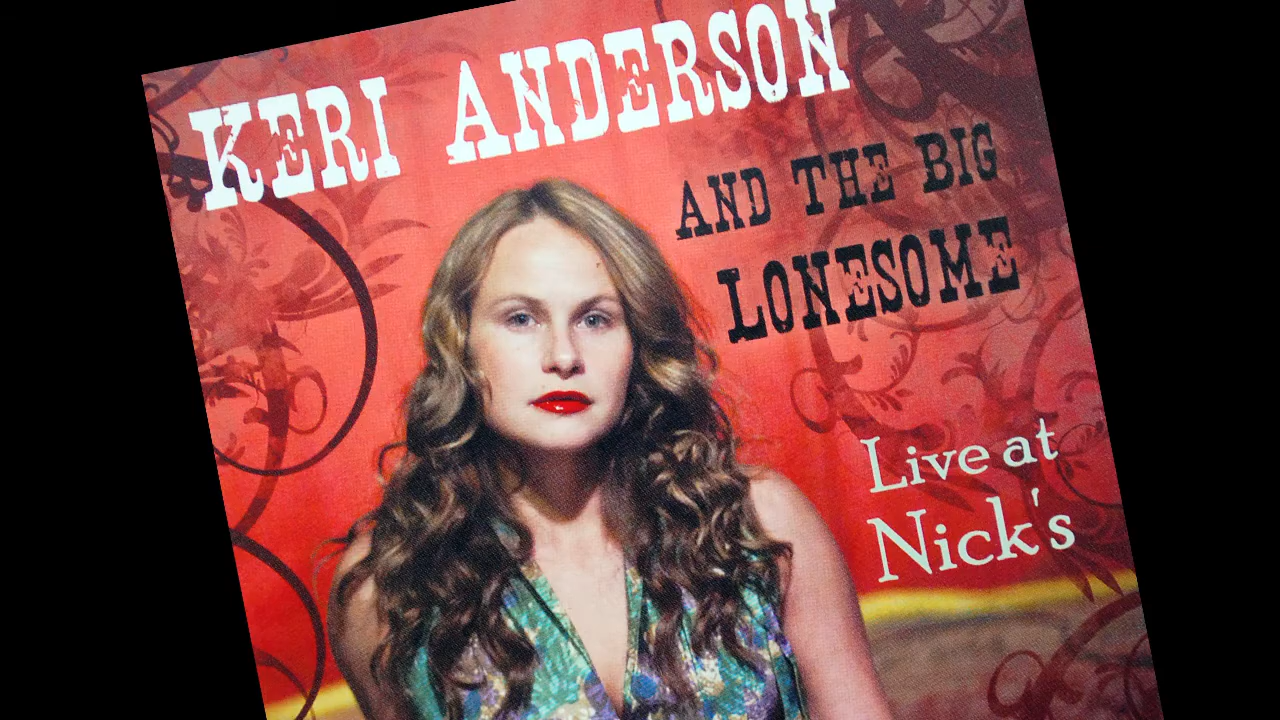 KERI ANDERSON
AND THE BIG
LONESOME
Live at
Nick's